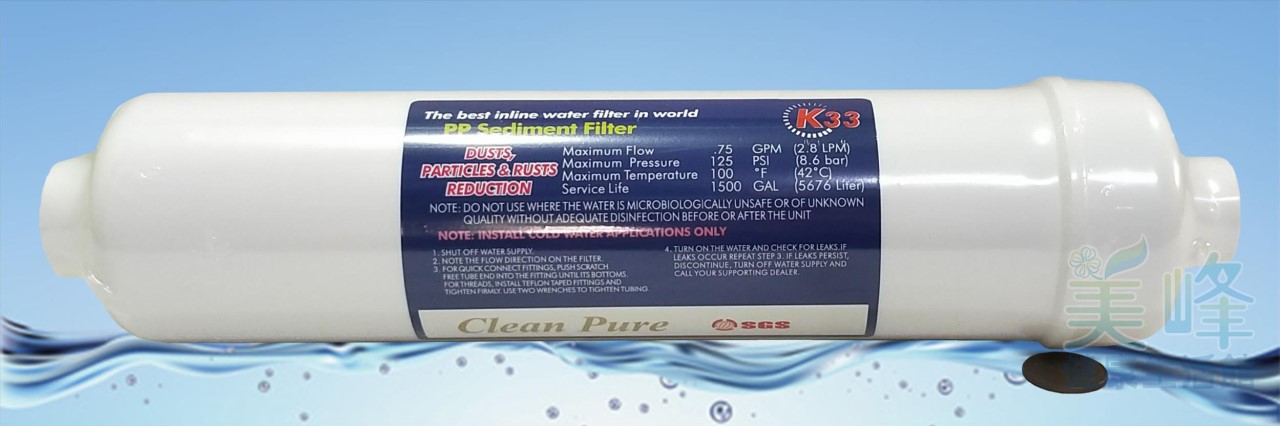 The best inline water filter in world
K33
PP Sediment Filter
DUSTS,
PARTICLES & RUSTS
REDUCTION
Maximum Flow .75 GPM (2.8 LPM)
Maximum Pressure 125 PSI (8.6 bar)
Maximum Temperature 100 °F (42°C)
Service Life 1500 GAL (5676 Liter)
NOTE: DO NOT USE WHERE THE WATER IS MICROBIOLOGICALLY UNSAFE OR OF UNKNOWN
QUALITY WITHOUT ADEQUATE DISINFECTION BEFORE OR AFTER THE UNIT
NOTE: INSTALL COLD WATER APPLICATIONS ONLY
1. SHUT OFF WATER SUPPLY
2. NOTE THE FLOW DIRECTION ON THE FILTER
3. FOR QUICK CONNECT FITTINGS, PUSH SCRATCH
FREE TUBE END INTO THE FITTING UNTIL ITS BOTTOMS.
FOR THREADS, INSTALL TEFLON TAPED FITTINGS AND
TIGHTEN FIRMLY. USE TWO WRENCHES TO TIGHTEN TUBING.
4. TURN ON THE WATER AND CHECK FOR LEAKS.IF
LEAKS OCCUR REPEAT STEP 3. IF LEAKS PERSIST,
DISCONTINUE, TURN OFF WATER SUPPLY AND
CALL YOUR SUPPORTING DEALER.
Clean Pure
SGS
美峰